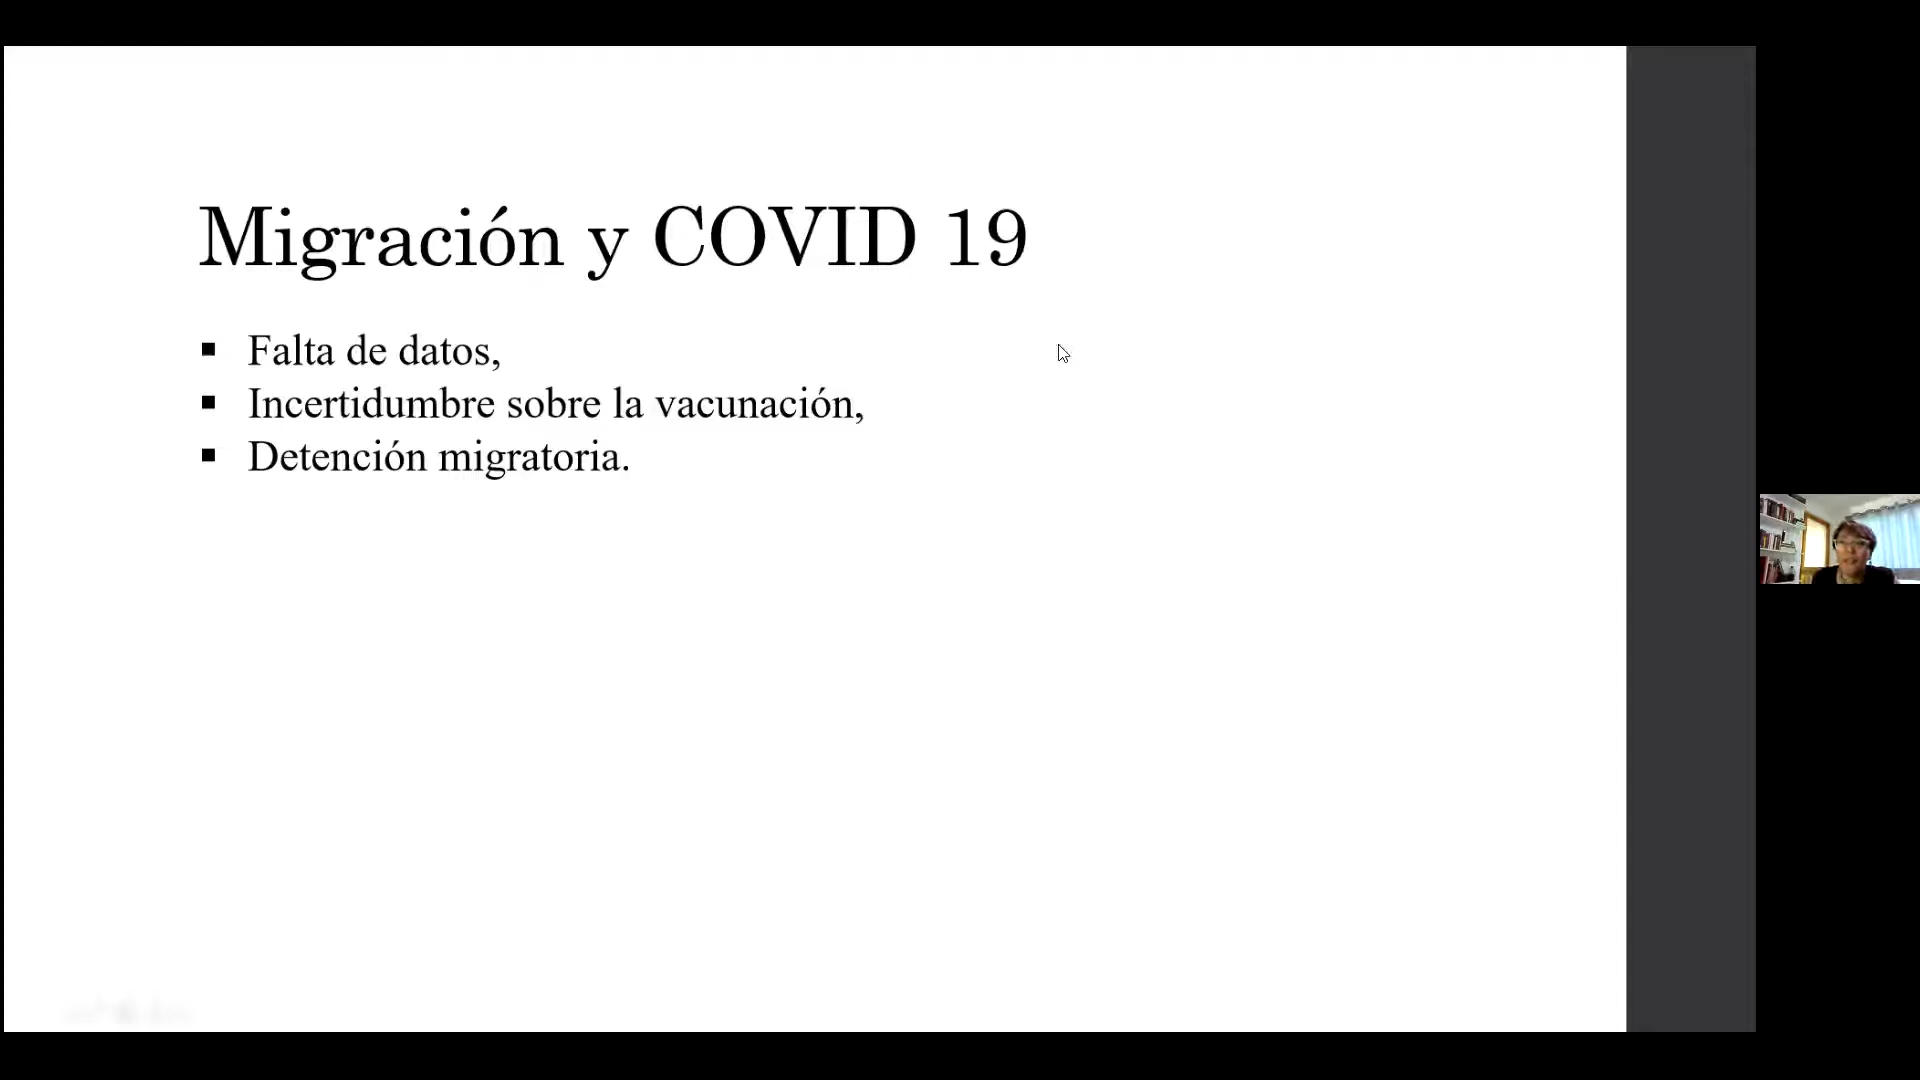 Migración y COVID 19
▪ Falta de datos,
▪ Incertidumbre sobre la vacunación,
▪ Detención migratoria.